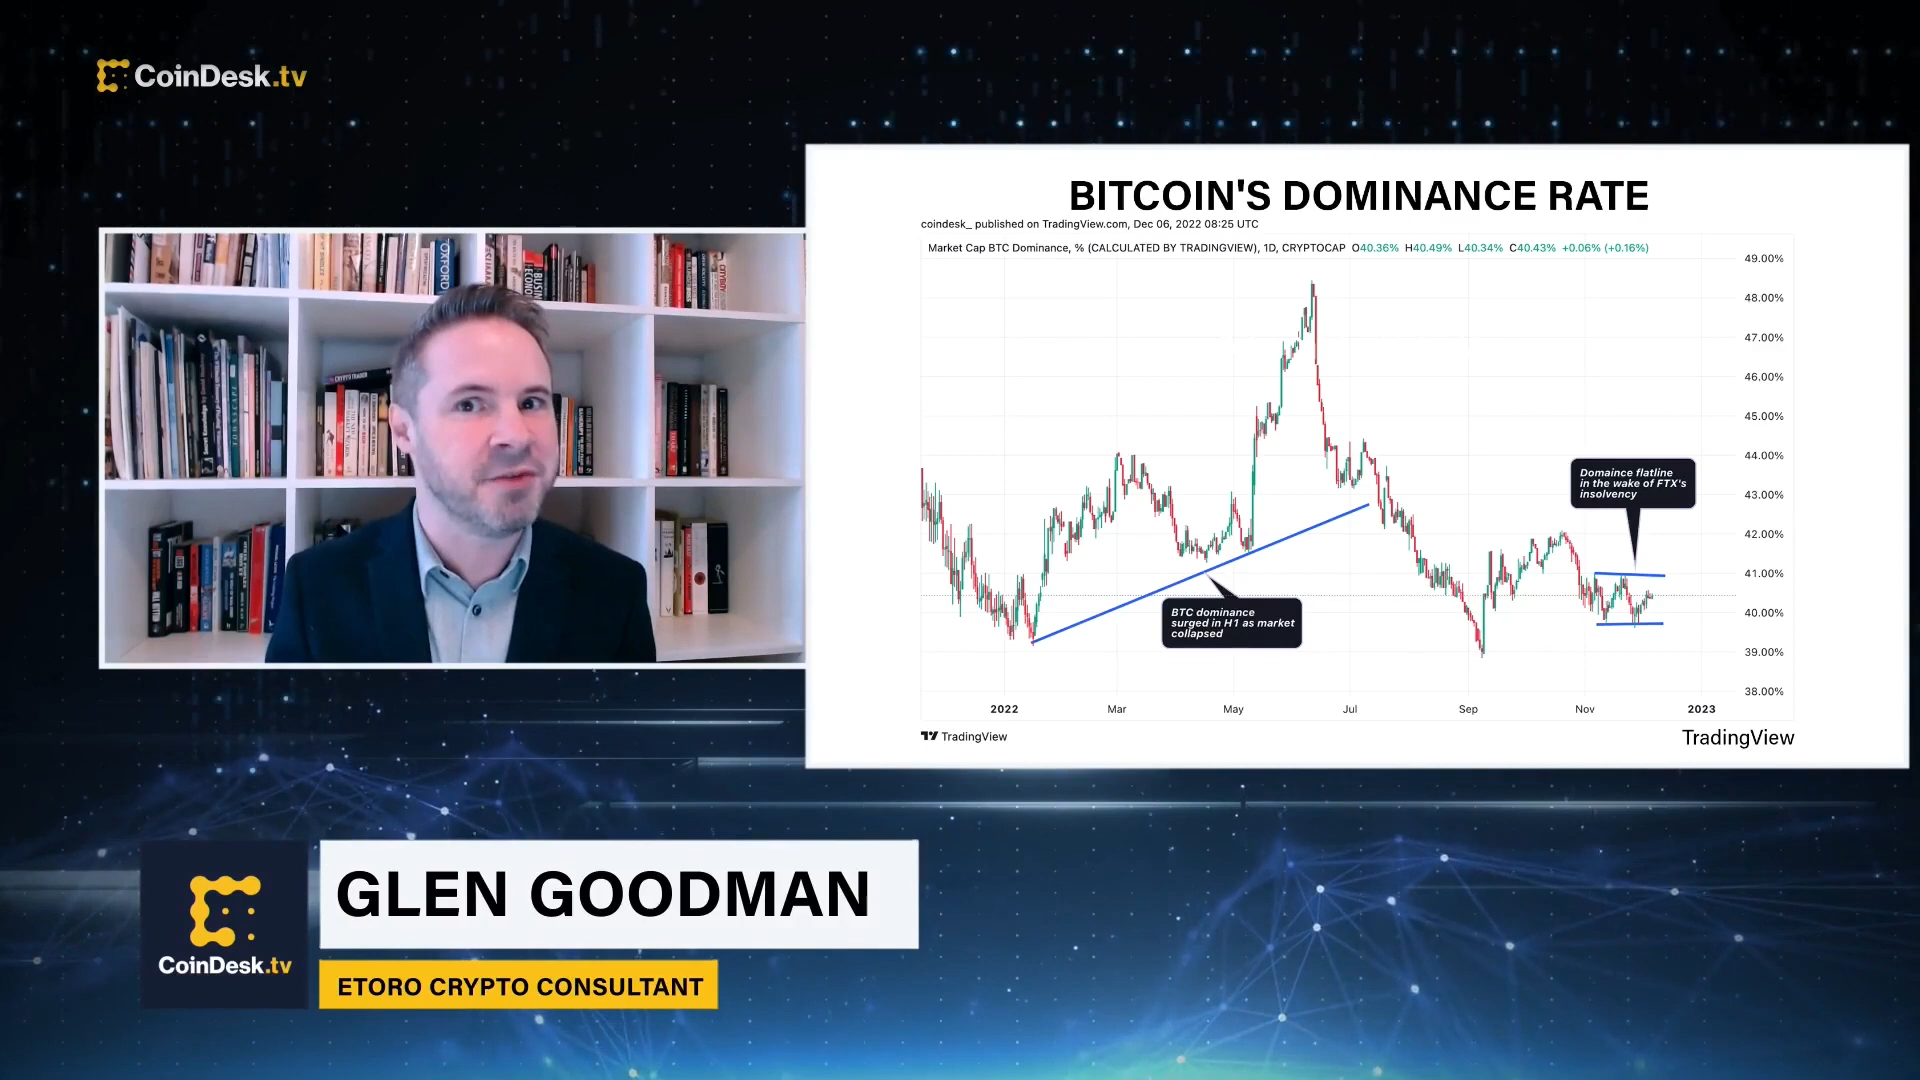 CoinDesk.tv
BITCOIN'S DOMINANCE RATE
coindesk_ published on TradingView.com, Dec 06, 2022 08:25 UTC
Market Cap BTC Dominance, % (CALCULATED BY TRADINGVIEW), 1D, CRYPTOCAP O40.36% H40.49% L40.34% C40.43% +0.06% (+0.16%)
49.00%
48.00%
47.00%
46.00%
45.00%
44.00%
43.00%
42.00%
41.00%
40.00%
39.00%
38.00%
Domaince flatline
in the wake of FTX's
insolvency
BTC dominance
surged in H1 as market
collapsed
2022 Mar May Jul Sep Nov 2023
TradingView
TradingView
OXFORD
GLEN GOODMAN
ETORO CRYPTO CONSULTANT
CoinDesk.tv